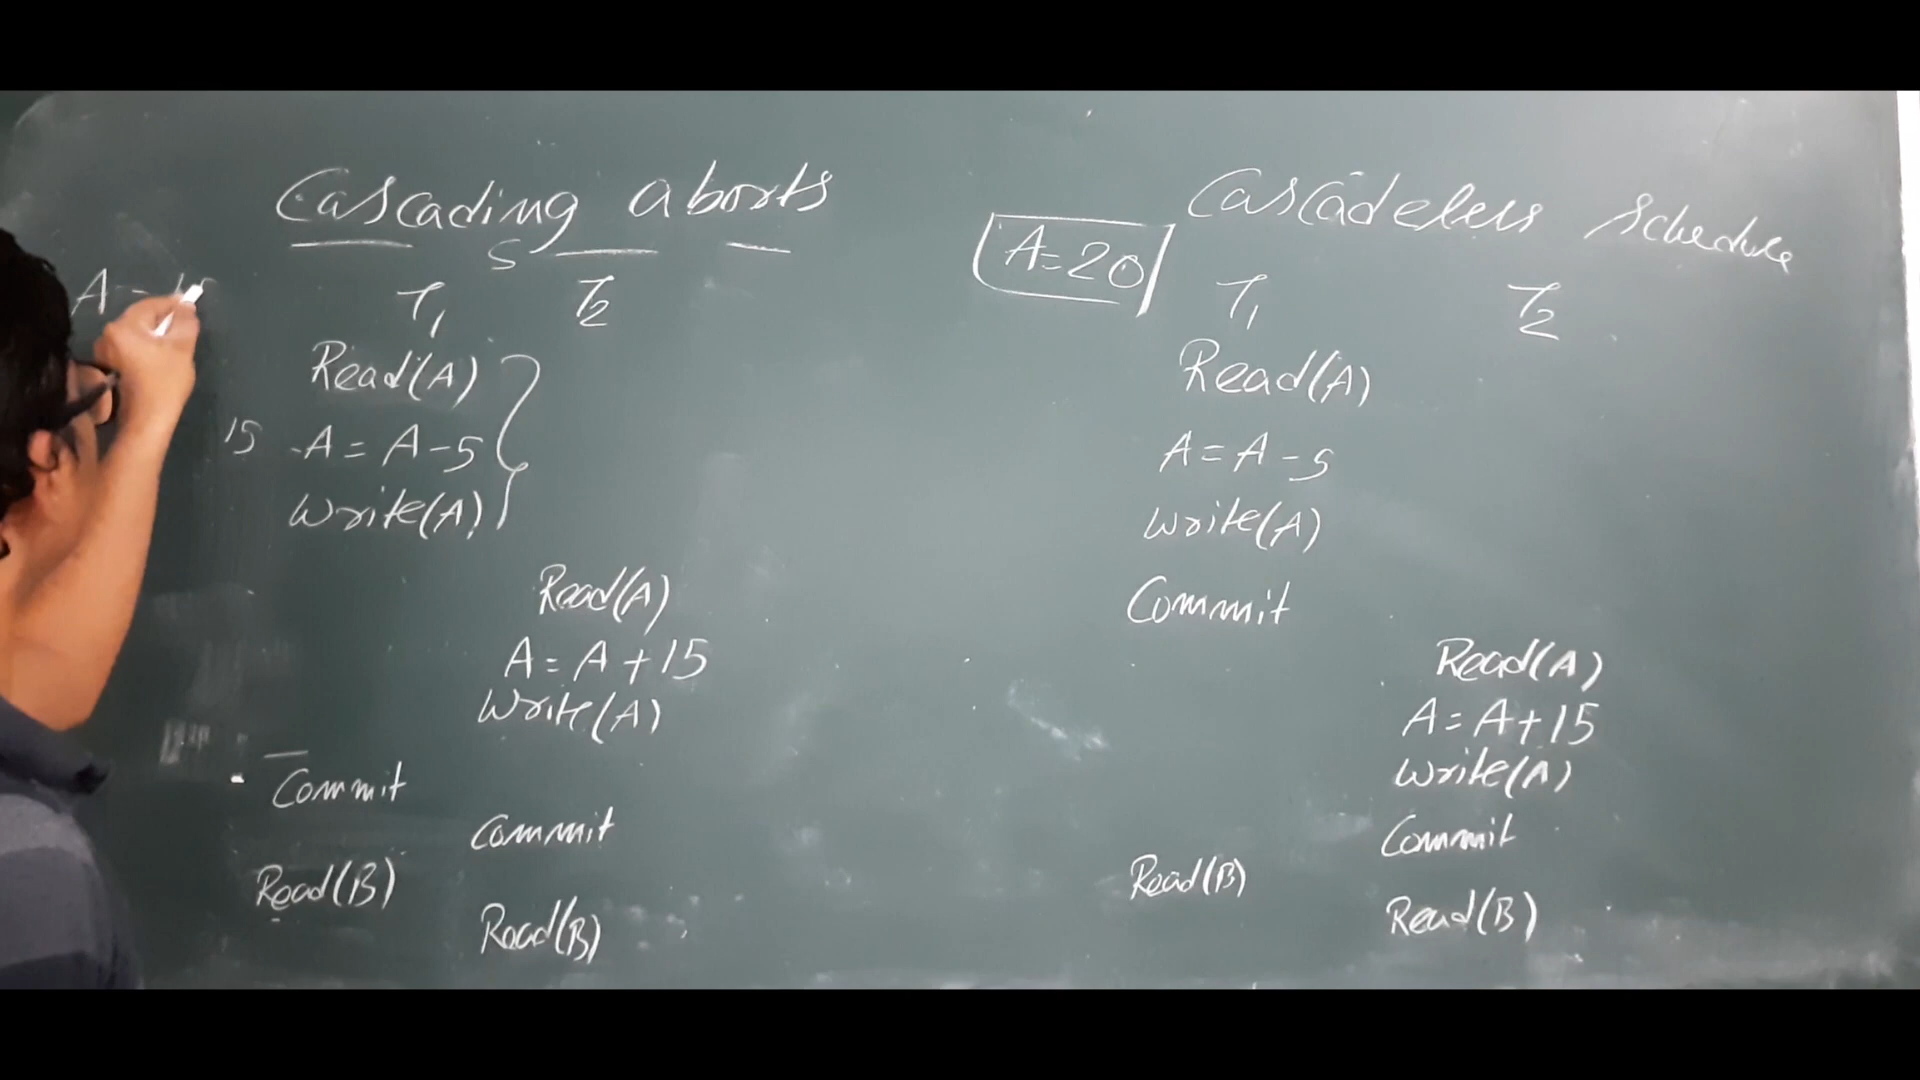 Cascading aborts
S
T1 T2
A = 15
Read(A)
15 A = A - 5
Write(A)
Read(A)
A = A + 15
Write(A)
Commit
Commit
Read(B)
Read(B)
Cascadeless schedule
A = 20
T1 T2
Read(A)
A = A - 5
Write(A)
Commit
Read(A)
A = A + 15
Write(A)
Commit
Read(B)
Read(B)